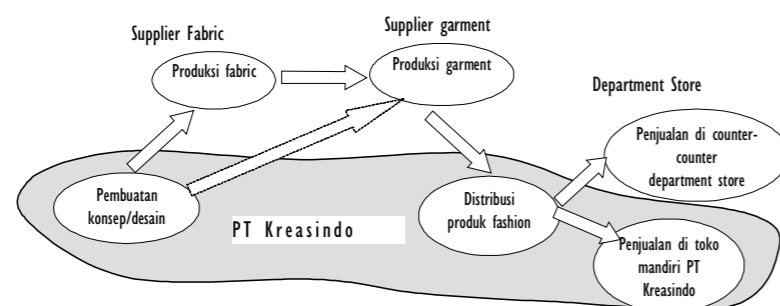 Supplier Fabric
Produksi fabric
Supplier garment
Produksi garment
Department Store
Penjualan di counter-
counter
department store
Pembuatan
konsep/desain
PT Kreasindo
Distribusi
produk fashion
Penjualan di toko
mandiri PT
Kreasindo